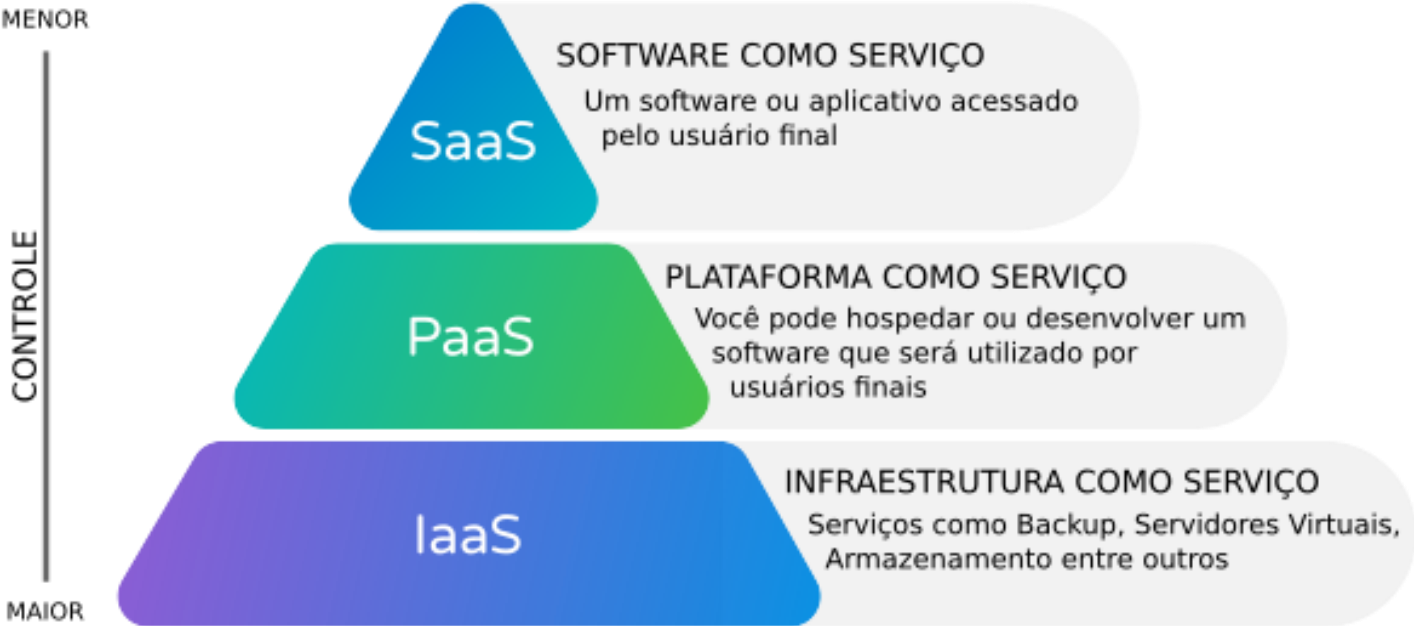 MENOR
CONTROLE
MAIOR
SaaS
SOFTWARE COMO SERVIÇO
Um software ou aplicativo acessado
pelo usuário final
PaaS
PLATAFORMA COMO SERVIÇO
Você pode hospedar ou desenvolver um
software que será utilizado por
usuários finais
IaaS
INFRAESTRUTURA COMO SERVIÇO
Serviços como Backup, Servidores Virtuais,
Armazenamento entre outros